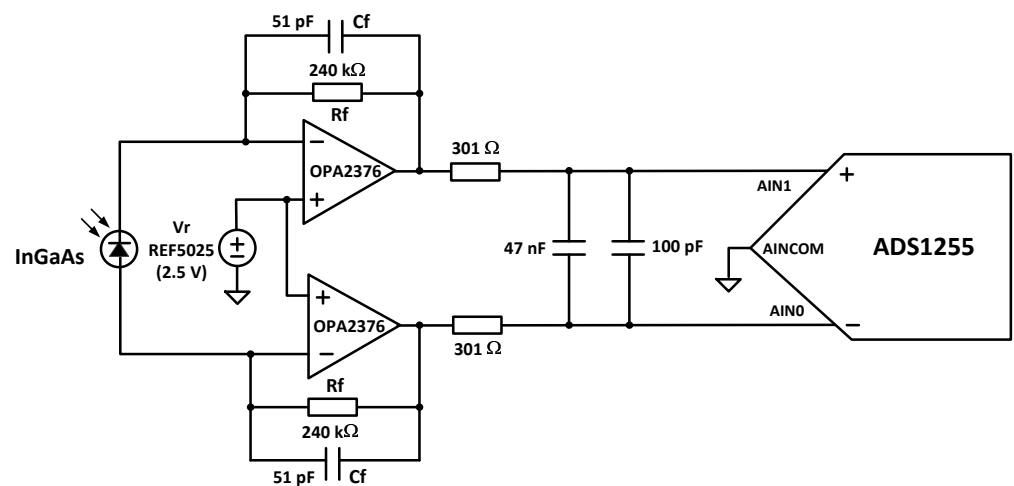 51 pF Cf
240 kΩ
Rf
−
OPA2376
+
301 Ω
InGaAs
Vr
REF5025
(2.5 V)
+
OPA2376
−
47 nF
100 pF
AIN1
+
AINCOM
ADS1255
AIN0
−
301 Ω
Rf
240 kΩ
51 pF Cf